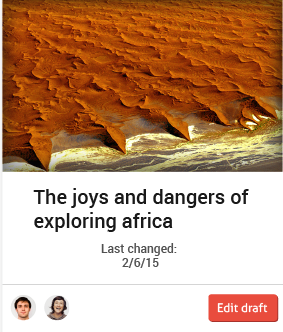 The joys and dangers of
exploring africa
Last changed:
2/6/15
Edit draft